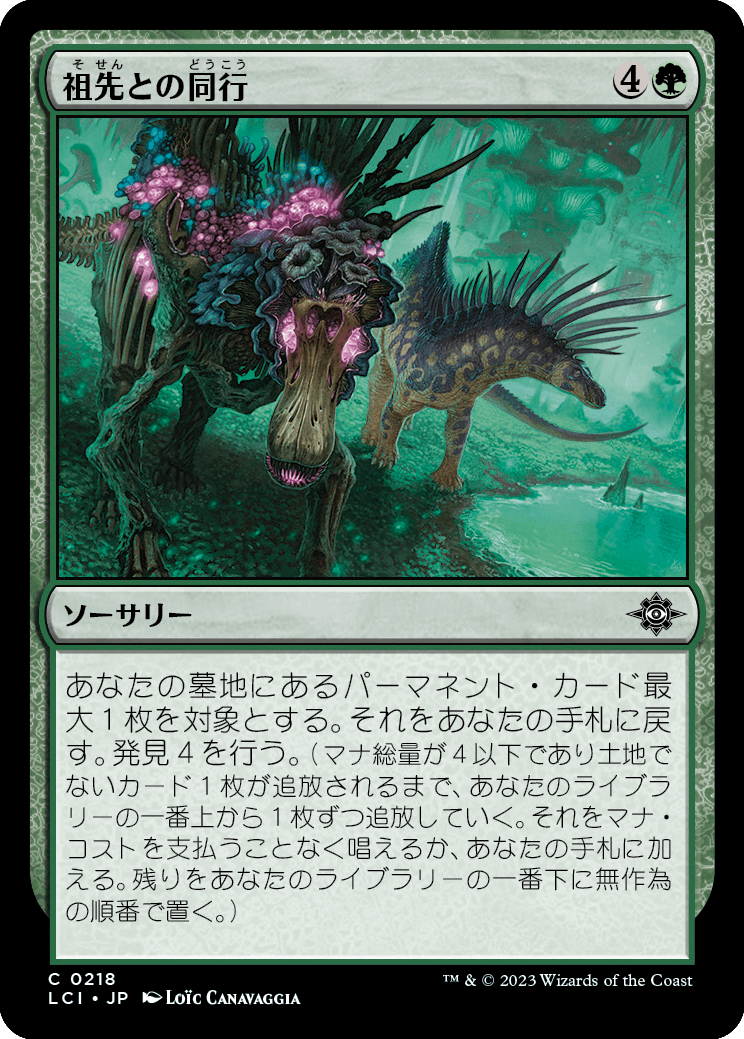 祖先との同行
そせん どうこう
4
ソーサリー
あなたの墓地にあるパーマネント・カード最
大1枚を対象とする。それをあなたの手札に戻
す。発見4を行う。（マナ総量が4以下であり土地で
ないカード1枚が追放されるまで、あなたのライブラ
リーの一番上から1枚ずつ追放していく。それをマナ・
コストを支払うことなく唱えるか、あなたの手札に加
える。残りをあなたのライブラリーの一番下に無作為
の順番で置く。）
C 0218
LCI • JP Loïc Canavaggia
™ & © 2023 Wizards of the Coast